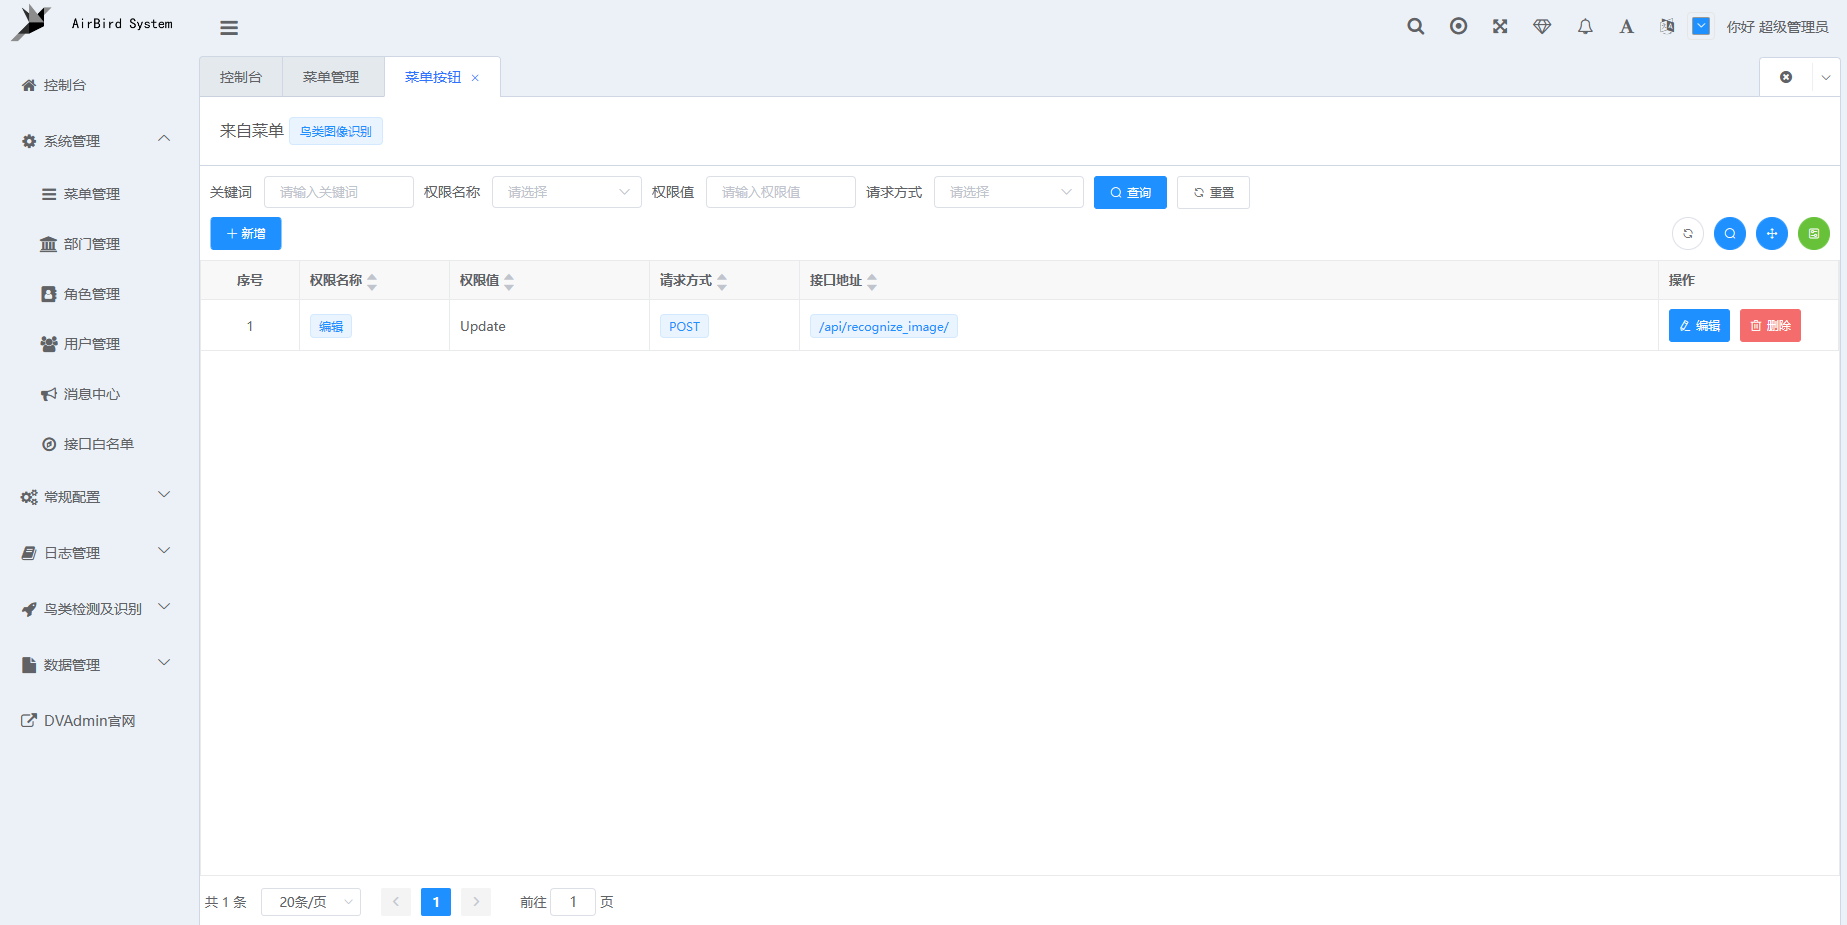 AirBird System
你好 超级管理员
控制台
系统管理
菜单管理
部门管理
角色管理
用户管理
消息中心
接口白名单
常规配置
日志管理
鸟类检测及识别
数据管理
DVAdmin官网
控制台 菜单管理 菜单按钮
来自菜单 鸟类图像识别
关键词 请输入关键词 权限名称 请选择 权限值 请输入权限值 请求方式 请选择 查询 重置
新增
序号 权限名称 权限值 请求方式 接口地址 操作
1 编辑 Update POST /api/recognize_image/ 编辑 删除
共 1 条 20条/页 1 前往 1 页